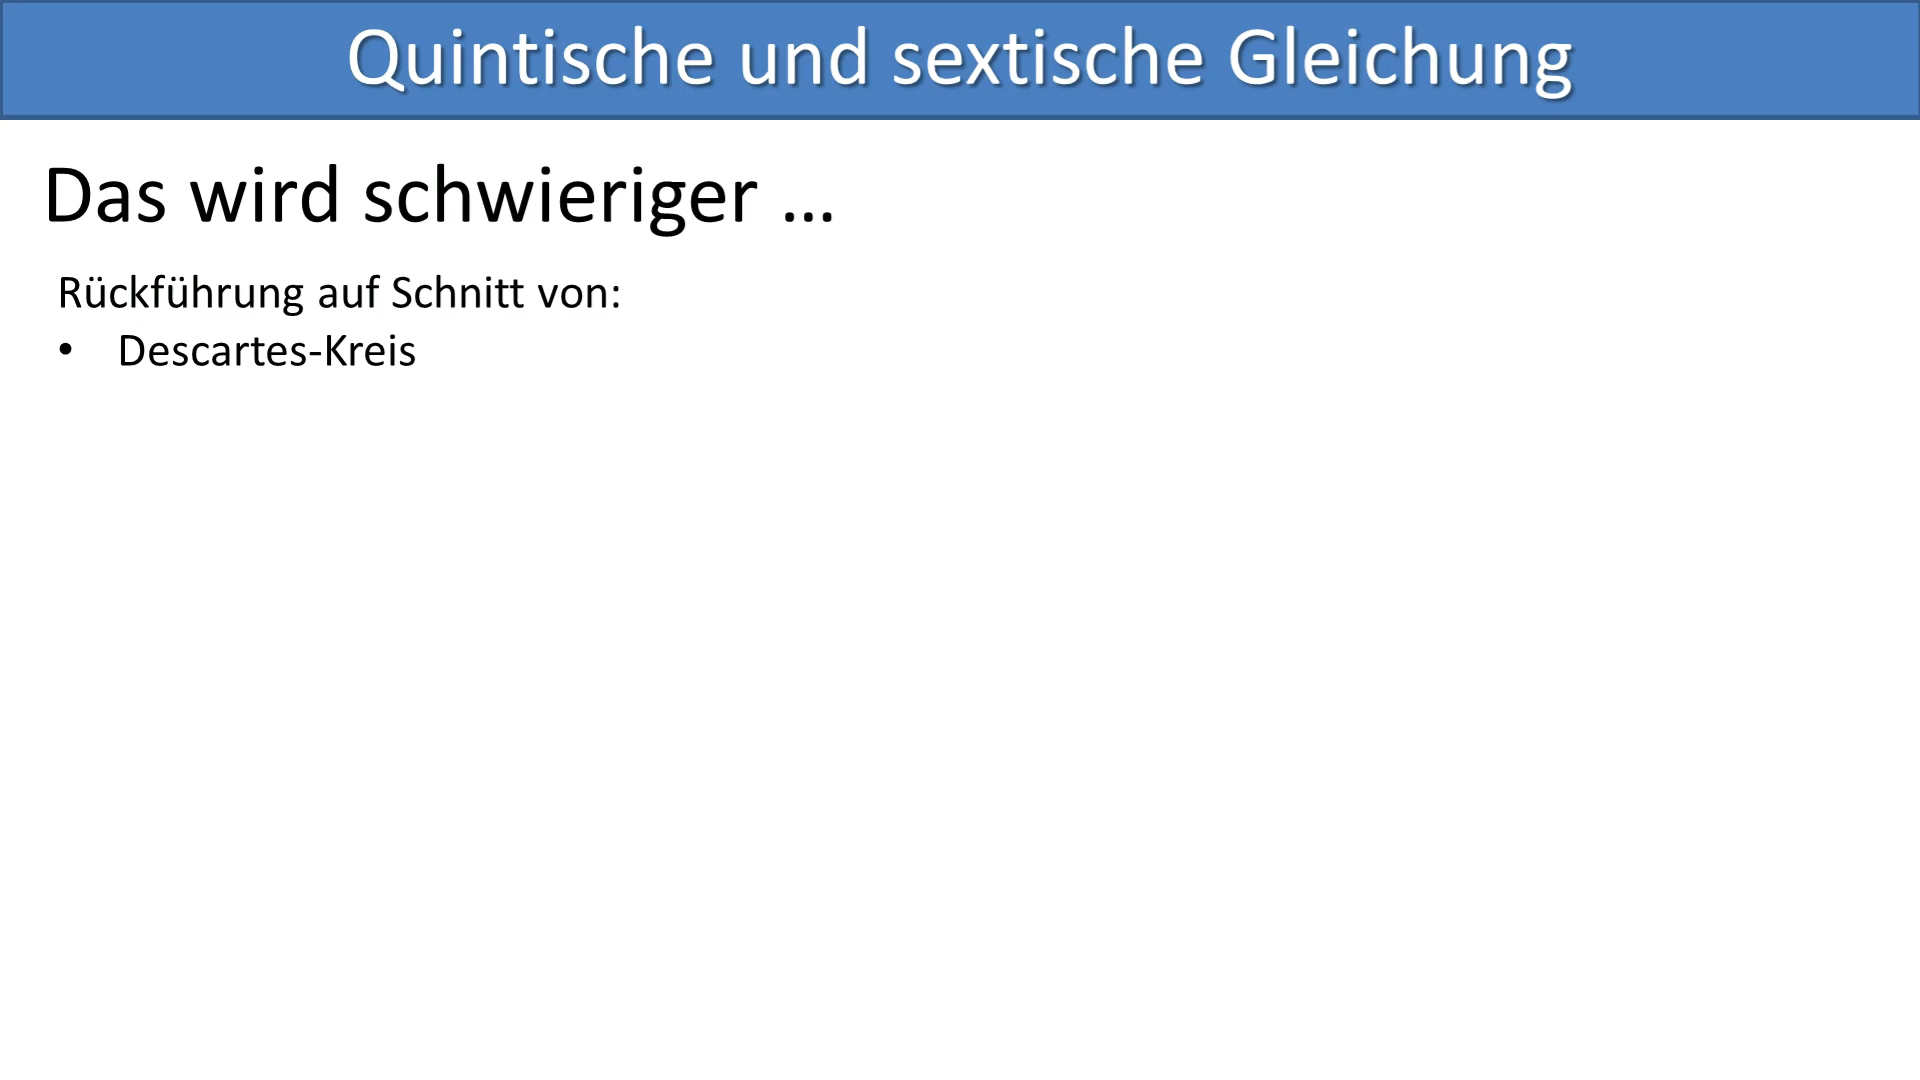 Quintische und sextische Gleichung
Das wird schwieriger …
Rückführung auf Schnitt von:
• Descartes-Kreis